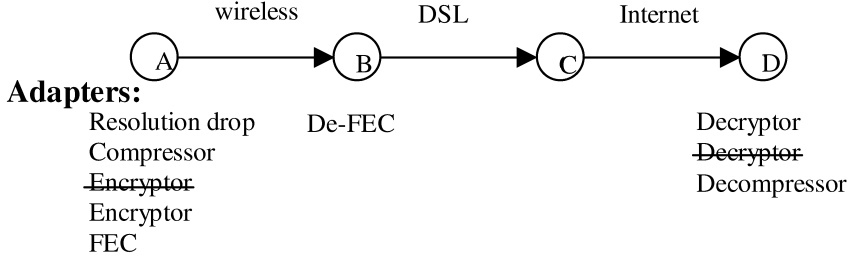 wireless DSL Internet
A B C D
Adapters:
Resolution drop De-FEC Decryptor
Compressor Decryptor
Encryptor Decompressor
Encryptor
FEC